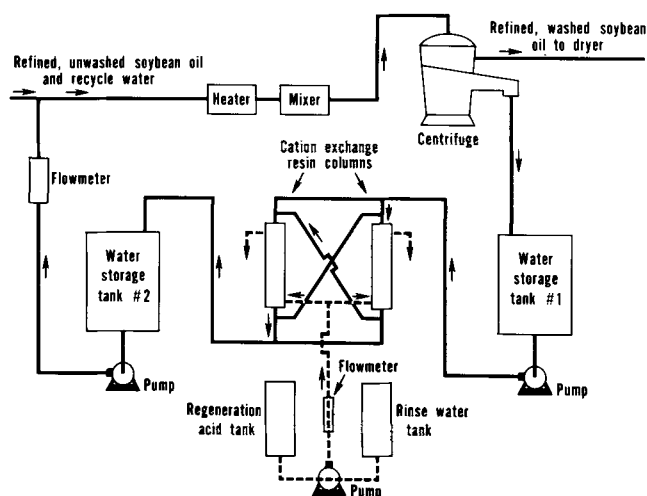 Refined, unwashed soybean oil
and recycle water
Refined, washed soybean
oil to dryer
Heater
Mixer
Centrifuge
Flowmeter
Cation exchange
resin columns
Water
storage
tank #2
Water
storage
tank #1
Pump
Flowmeter
Pump
Regeneration
acid tank
Rinse water
tank
Pump